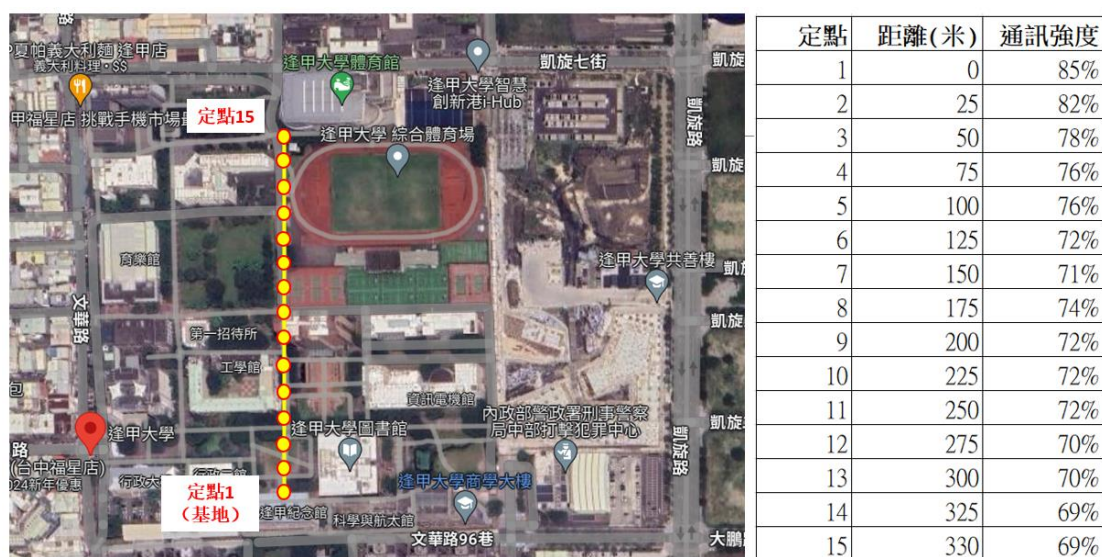 夏帕義大利麵 逢甲店
義大利料理・$$
甲福星店 挑戰手機市場最
定點15
逢甲大學體育館
凱旋七街
凱旋
逢甲大學智慧
創新港i-Hub
逢甲大學 綜合體育場
凱旋路
凱旋
育樂館
逢甲大學共善樓
文華路
第一招待所
凱旋
工學館
包
資訊電機館
逢甲大學
逢甲大學圖書館
內政部警政署刑事警察
局中部打擊犯罪中心
凱旋
路
(台中福星店)
024新年優惠
凱旋路
行政二館
行政大
定點1
(基地)
逢甲大學商學大樓
逢甲紀念館
科學與航太館
文華路96巷
大鵬路
定點 距離(米) 通訊強度
1 0 85%
2 25 82%
3 50 78%
4 75 76%
5 100 76%
6 125 72%
7 150 71%
8 175 74%
9 200 72%
10 225 72%
11 250 72%
12 275 70%
13 300 70%
14 325 69%
15 330 69%